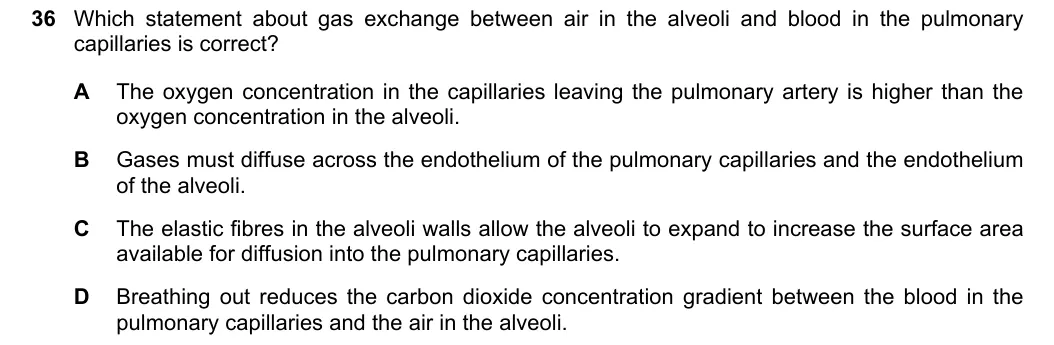 36 Which statement about gas exchange between air in the alveoli and blood in the pulmonary
capillaries is correct?
A The oxygen concentration in the capillaries leaving the pulmonary artery is higher than the
oxygen concentration in the alveoli.
B Gases must diffuse across the endothelium of the pulmonary capillaries and the endothelium
of the alveoli.
C The elastic fibres in the alveoli walls allow the alveoli to expand to increase the surface area
available for diffusion into the pulmonary capillaries.
D Breathing out reduces the carbon dioxide concentration gradient between the blood in the
pulmonary capillaries and the air in the alveoli.